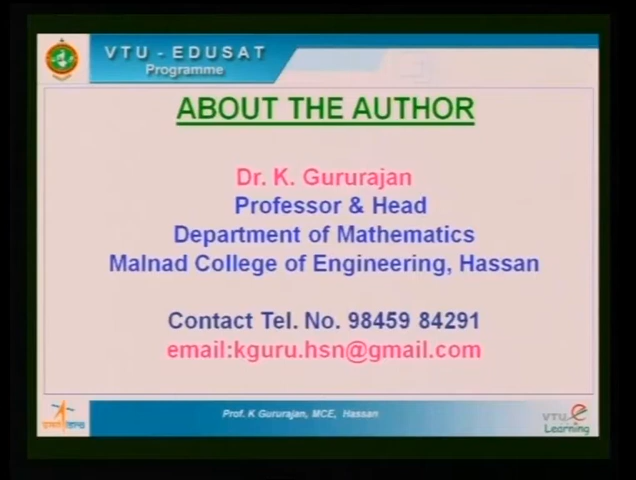 VTU - EDUSAT
Programme
ABOUT THE AUTHOR
Dr. K. Gururajan
Professor & Head
Department of Mathematics
Malnad College of Engineering, Hassan
Contact Tel. No. 98459 84291
email:kguru.hsn@gmail.com
Prof. K Gururajan, MCE, Hassan
VTU e
Learning